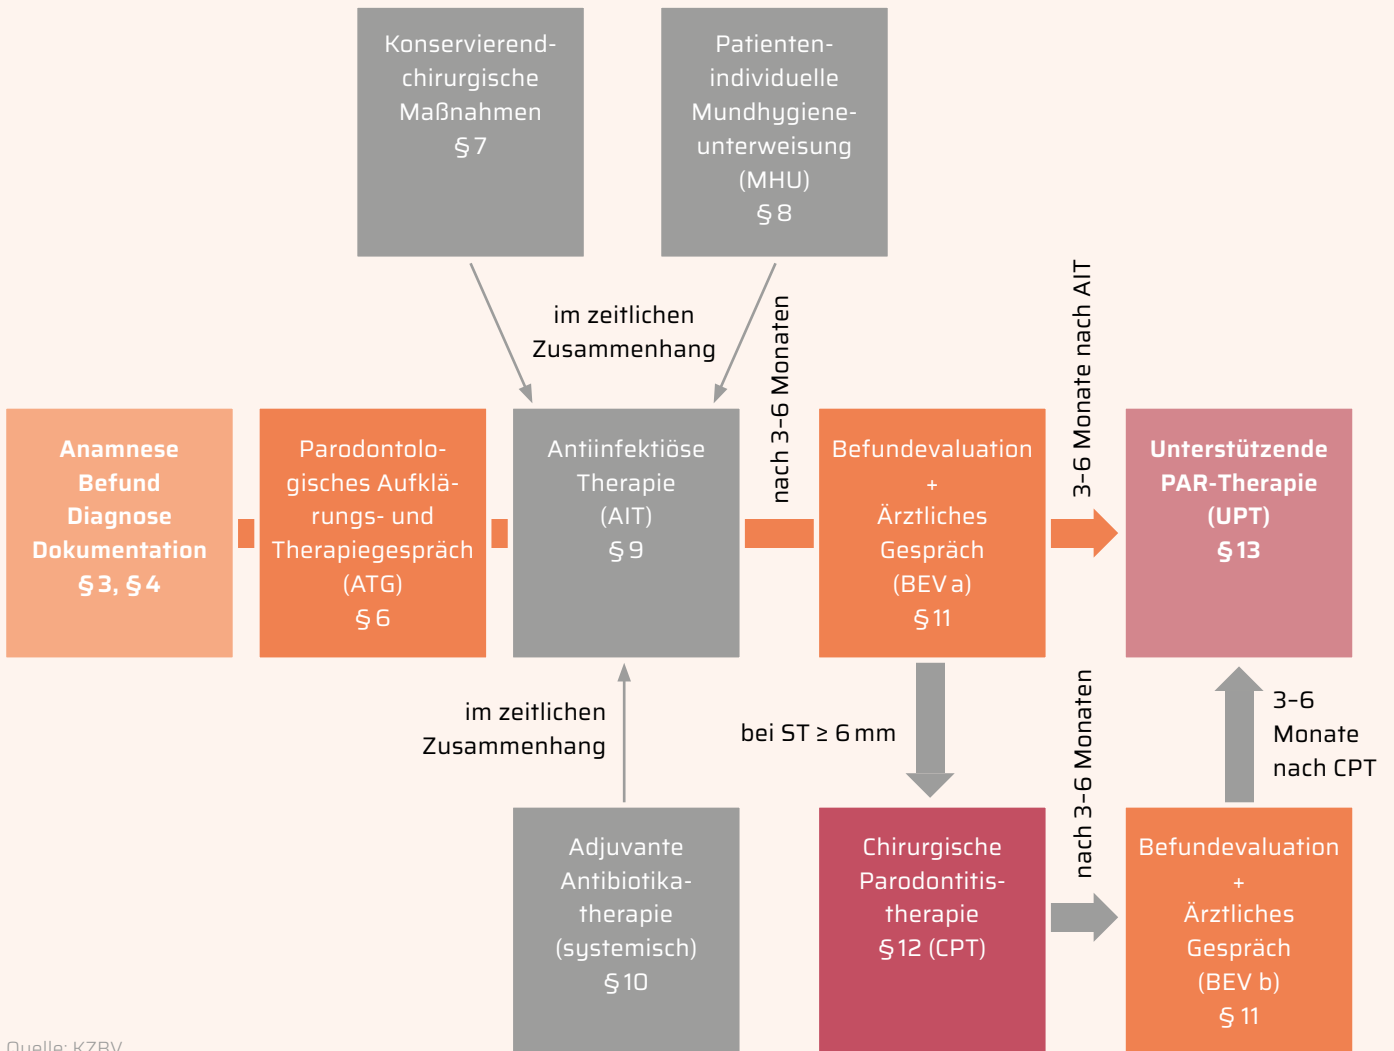 Konservierend-
chirurgische
Maßnahmen
§ 7
Patienten-
individuelle
Mundhygiene-
unterweisung
(MHU)
§ 8
im zeitlichen
Zusammenhang
nach 3–6 Monaten
3–6 Monate nach AIT
Anamnese
Befund
Diagnose
Dokumentation
§ 3, § 4
Parodontolo-
gisches Aufklä-
rungs- und
Therapiegespräch
(ATG)
§ 6
Antiinfektiöse
Therapie
(AIT)
§ 9
Befundevaluation
+
Ärztliches
Gespräch
(BEV a)
§ 11
Unterstützende
PAR-Therapie
(UPT)
§ 13
im zeitlichen
Zusammenhang
bei ST ≥ 6 mm
nach 3–6 Monaten
3–6
Monate
nach CPT
Adjuvante
Antibiotika-
therapie
(systemisch)
§ 10
Chirurgische
Parodontitis-
therapie
§ 12 (CPT)
Befundevaluation
+
Ärztliches
Gespräch
(BEV b)
§ 11
Quelle: KZBV